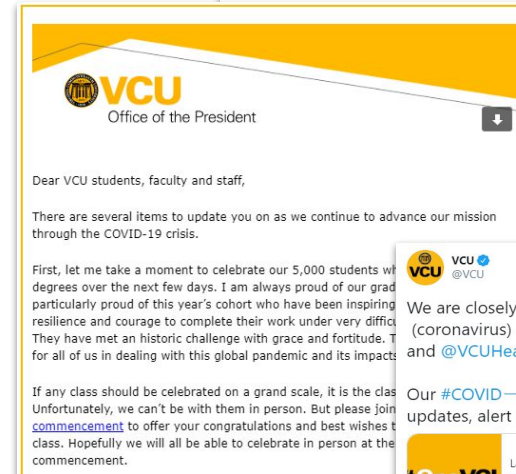 VCU
Office of the President
Dear VCU students, faculty and staff,
There are several items to update you on as we continue to advance our mission
through the COVID-19 crisis.
First, let me take a moment to celebrate our 5,000 students
degrees over the next few days. I am always proud of our
particularly proud of this year's cohort who have been inspiring
resilience and courage to complete their work under very
They have met an historic challenge with grace and fortitude.
for all of us in dealing with this global pandemic and its impacts
If any class should be celebrated on a grand scale, it is the
Unfortunately, we can't be with them in person. But please join
commencement to offer your congratulations and best wishes
class. Hopefully we will all be able to celebrate in person at the
commencement.
VCU
VCU
@VCU
We are closely
(coronavirus)
and @VCUHea
Our #COVID—
updates, alert
VCU